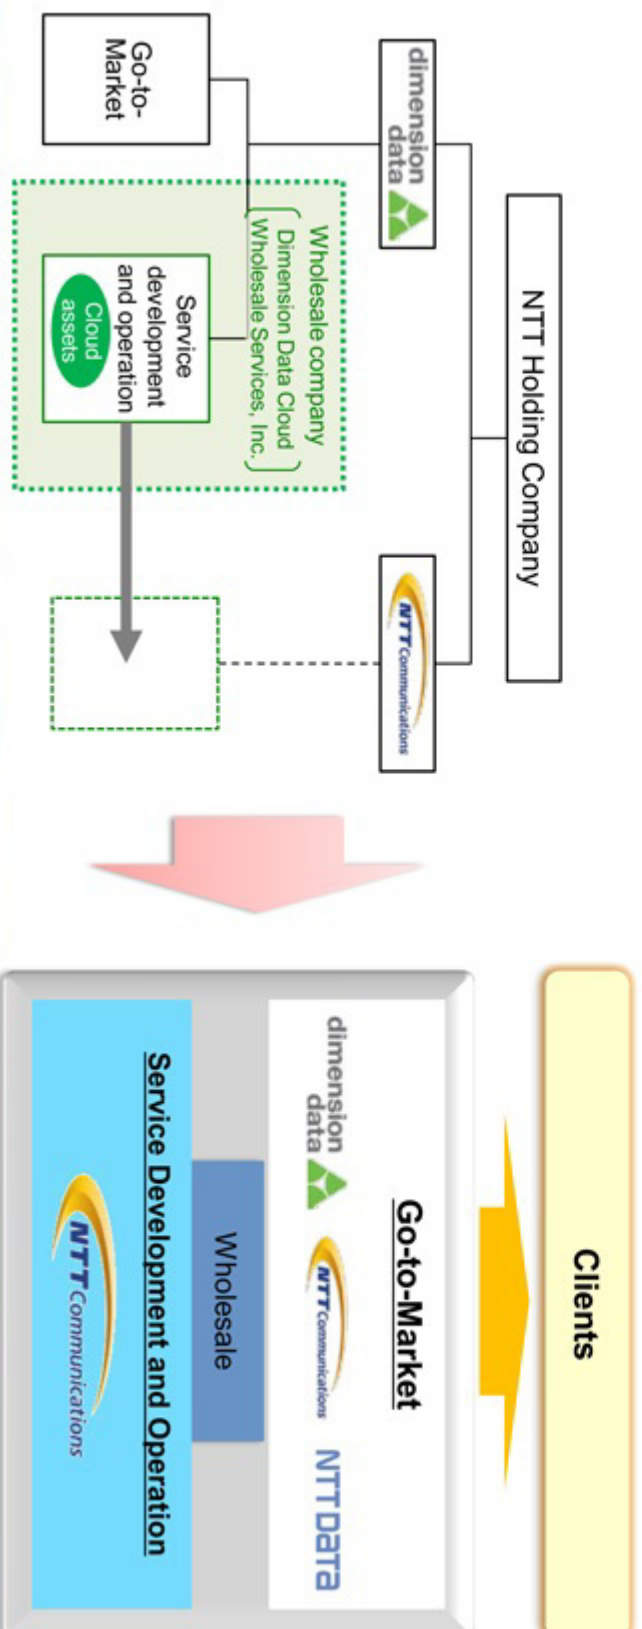 NTT Holding Company
dimension
data
NTT Communications
Go-to-
Market
Wholesale company
Dimension Data Cloud
Wholesale Services, Inc.
Service
development
and operation
Cloud
assets
Clients
Go-to-Market
dimension
data
NTT Communications
NTT DATA
Wholesale
Service Development and Operation
NTT Communications